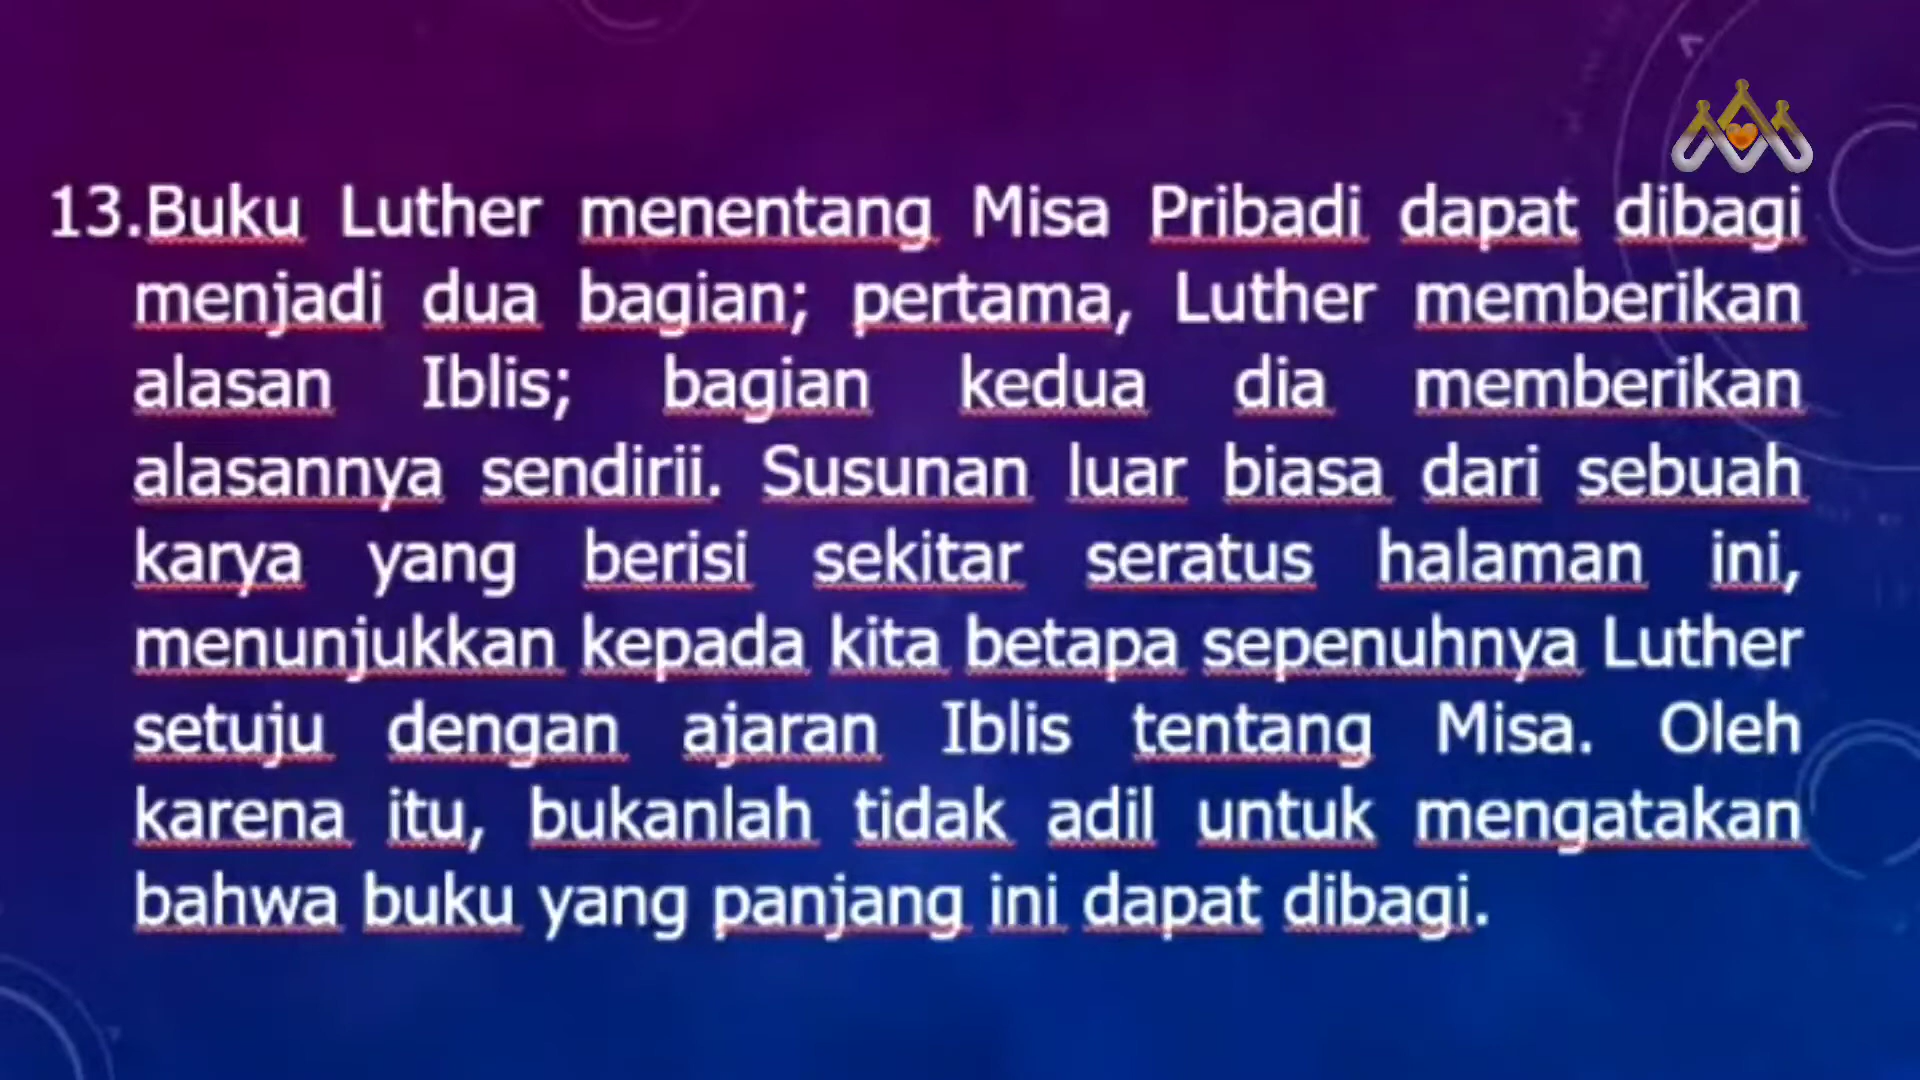 13.Buku Luther menentang Misa Pribadi dapat dibagi
menjadi dua bagian; pertama, Luther memberikan
alasan Iblis; bagian kedua dia memberikan
alasannya sendirii. Susunan luar biasa dari sebuah
karya yang berisi sekitar seratus halaman ini,
menunjukkan kepada kita betapa sepenuhnya Luther
setuju dengan ajaran Iblis tentang Misa. Oleh
karena itu, bukanlah tidak adil untuk mengatakan
bahwa buku yang panjang ini dapat dibagi.